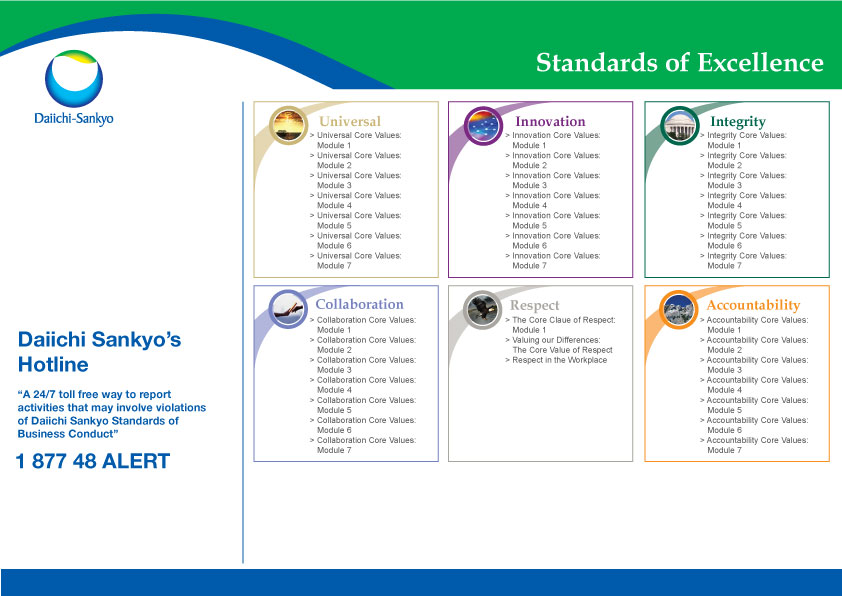 Standards of Excellence
Daiichi-Sankyo
Daiichi Sankyo's
Hotline
“A 24/7 toll free way to report
activities that may involve violations
of Daiichi Sankyo Standards of
Business Conduct”
1 877 48 ALERT
Universal
> Universal Core Values:
Module 1
> Universal Core Values:
Module 2
> Universal Core Values:
Module 3
> Universal Core Values:
Module 4
> Universal Core Values:
Module 5
> Universal Core Values:
Module 6
> Universal Core Values:
Module 7
Innovation
> Innovation Core Values:
Module 1
> Innovation Core Values:
Module 2
> Innovation Core Values:
Module 3
> Innovation Core Values:
Module 4
> Innovation Core Values:
Module 5
> Innovation Core Values:
Module 6
> Innovation Core Values:
Module 7
Integrity
> Integrity Core Values:
Module 1
> Integrity Core Values:
Module 2
> Integrity Core Values:
Module 3
> Integrity Core Values:
Module 4
> Integrity Core Values:
Module 5
> Integrity Core Values:
Module 6
> Integrity Core Values:
Module 7
Collaboration
> Collaboration Core Values:
Module 1
> Collaboration Core Values:
Module 2
> Collaboration Core Values:
Module 3
> Collaboration Core Values:
Module 4
> Collaboration Core Values:
Module 5
> Collaboration Core Values:
Module 6
> Collaboration Core Values:
Module 7
Respect
> The Core Claue of Respect:
Module 1
> Valuing our Differences:
The Core Value of Respect
> Respect in the Workplace
Accountability
> Accountability Core Values:
Module 1
> Accountability Core Values:
Module 2
> Accountability Core Values:
Module 3
> Accountability Core Values:
Module 4
> Accountability Core Values:
Module 5
> Accountability Core Values:
Module 6
> Accountability Core Values:
Module 7